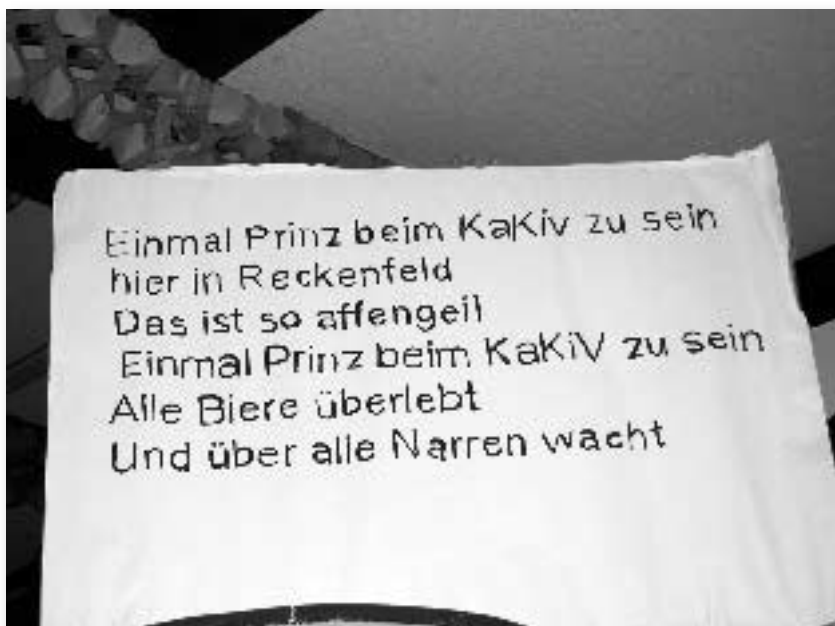 Einmal Prinz beim KaKiv zu sein
hier in Reckenfeld
Das ist so affengeil
Einmal Prinz beim KaKiV zu sein
Alle Biere überlebt
Und über alle Narren wacht